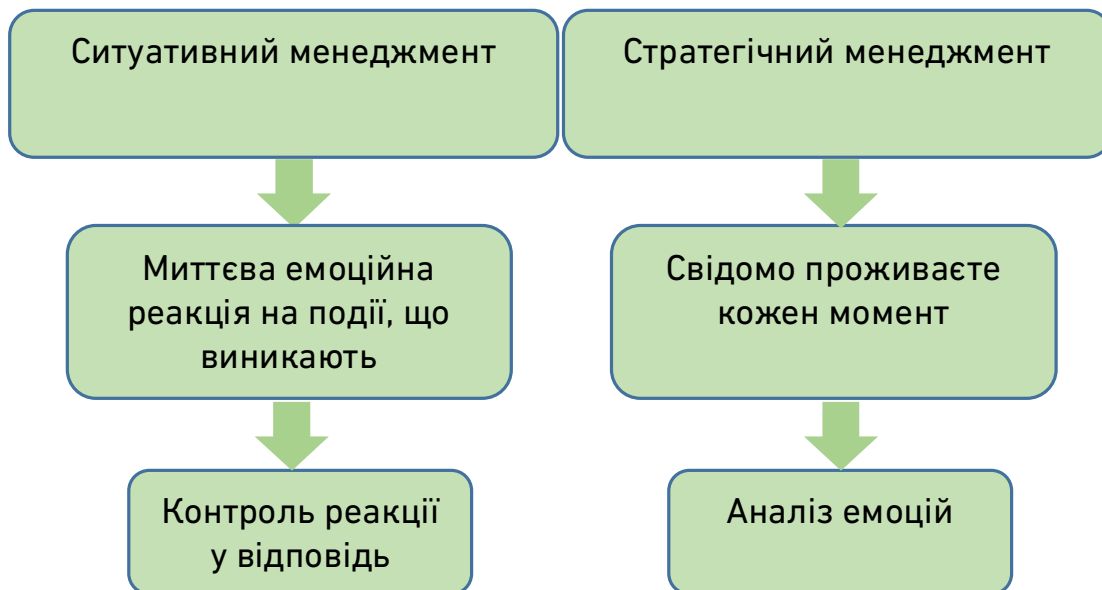 Ситуативний менеджмент
Стратегічний менеджмент
Миттєва емоційна
реакція на події, що
виникають
Свідомо проживаєте
кожен момент
Контроль реакції
у відповідь
Аналіз емоцій